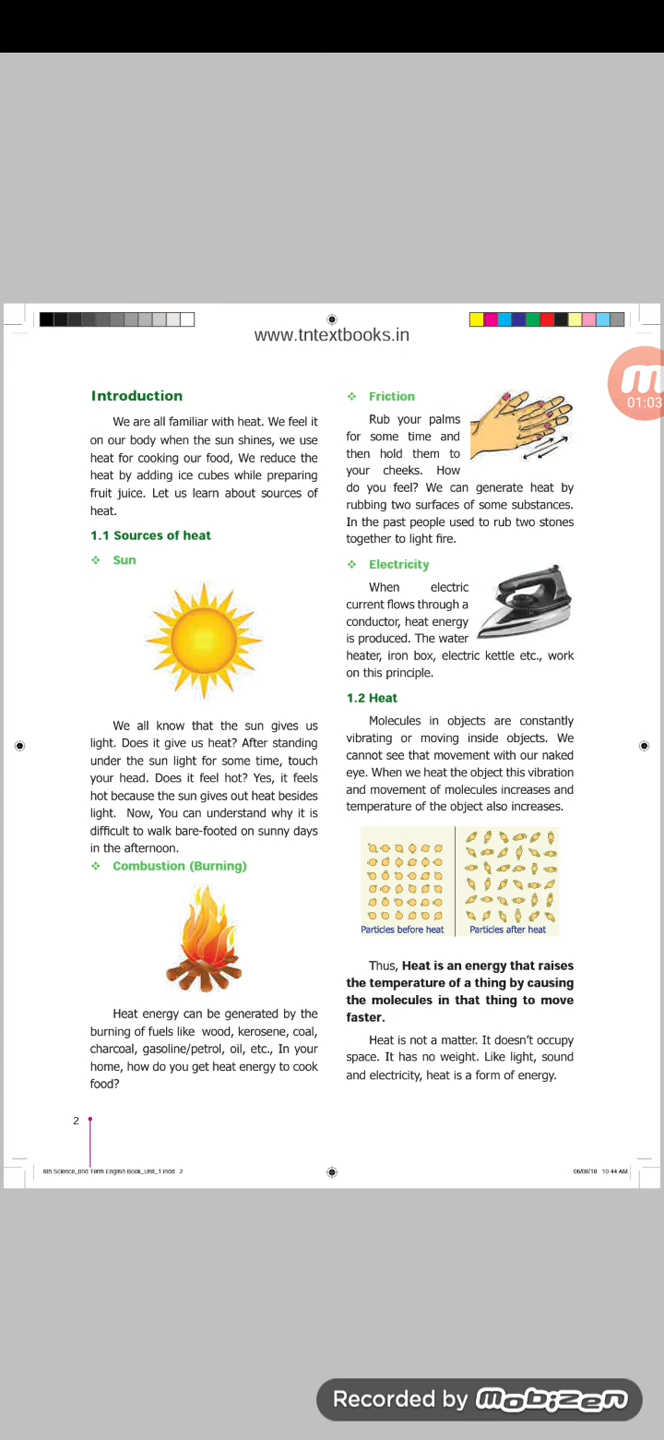 www.tntextbooks.in
01:03
Introduction
We are all familiar with heat. We feel it
on our body when the sun shines, we use
heat for cooking our food, We reduce the
heat by adding ice cubes while preparing
fruit juice. Let us learn about sources of
heat.
1.1 Sources of heat
Sun
We all know that the sun gives us
light. Does it give us heat? After standing
under the sun light for some time, touch
your head. Does it feel hot? Yes, it feels
hot because the sun gives out heat besides
light. Now, You can understand why it is
difficult to walk bare-footed on sunny days
in the afternoon.
Combustion (Burning)
Heat energy can be generated by the
burning of fuels like wood, kerosene, coal,
charcoal, gasoline/petrol, oil, etc., In your
home, how do you get heat energy to cook
food?
Friction
Rub your palms
for some time and
then hold them to
your cheeks. How
do you feel? We can generate heat by
rubbing two surfaces of some substances.
In the past people used to rub two stones
together to light fire.
Electricity
When electric
current flows through a
conductor, heat energy
is produced. The water
heater, iron box, electric kettle etc., work
on this principle.
1.2 Heat
Molecules in objects are constantly
vibrating or moving inside objects. We
cannot see that movement with our naked
eye. When we heat the object this vibration
and movement of molecules increases and
temperature of the object also increases.
Particles before heat
Particles after heat
Thus, Heat is an energy that raises
the temperature of a thing by causing
the molecules in that thing to move
faster.
Heat is not a matter. It doesn't occupy
space. It has no weight. Like light, sound
and electricity, heat is a form of energy.
2
6th Science_IInd Term English Book_Unit_1.indd 2
06/08/18 10:44 AM
Recorded by mobizen